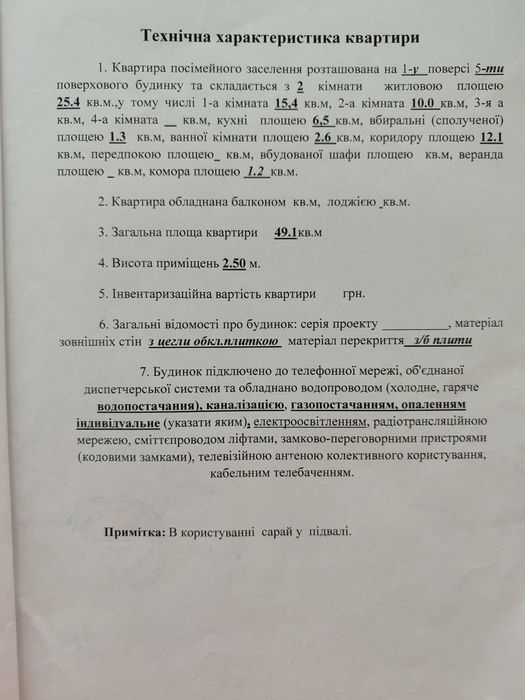 Технічна характеристика квартири
1. Квартира посімейного заселення розташована на 1-у поверсі 5-ти
поверхового будинку та складається з 2 кімнати житловою площею
25.4 кв.м.,у тому числі 1-а кімната 15,4 кв.м, 2-а кімната 10.0 кв.м, 3-я а
кв.м, 4-а кімната __ кв.м, кухні площею 6,5 кв.м, вбиральні (сполученої)
площею 1.3 кв.м, ванної кімнати площею 2.6 кв.м, коридору площею 12.1
кв.м, передпокою площею_ кв.м, вбудованої шафи площею кв.м, веранда
площею _ кв.м, комора площею 1.2 кв.м.
2. Квартира обладнана балконом кв.м, лоджією _кв.м.
3. Загальна площа квартири 49.1кв.м
4. Висота приміщень 2.50 м.
5. Інвентаризаційна вартість квартири грн.
6. Загальні відомості про будинок: серія проекту __________, матеріал
зовнішніх стін з цегли обкл.плиткою матеріал перекриття з/б плити
7. Будинок підключено до телефонної мережі, об'єднаної
диспетчерської системи та обладнано водопроводом (холодне, гаряче
водопостачання), каналізацією, газопостачанням, опаленням
індивідуальне (указати яким), електроосвітленням, радіотрансляційною
мережею, сміттєпроводом ліфтами, замково-переговорними пристроями
(кодовими замками), телевізійною антеною колективного користування,
кабельним телебаченням.
Примітка: В користуванні сарай у підвалі.